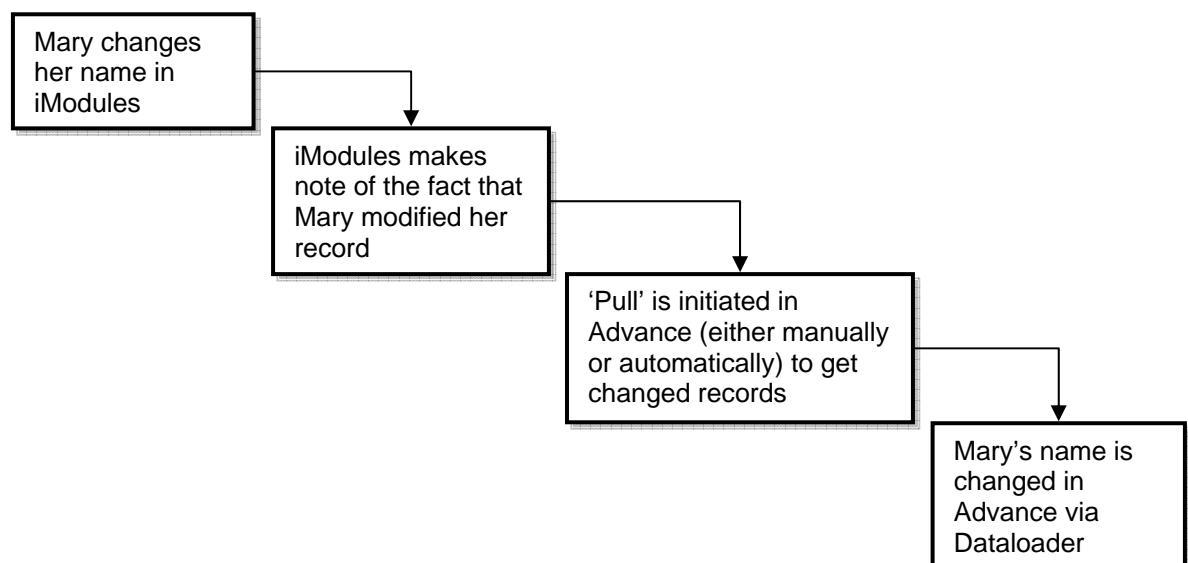 Mary changes
her name in
iModules
iModules makes
note of the fact that
Mary modified her
record
‘Pull’ is initiated in
Advance (either manually
or automatically) to get
changed records
Mary’s name is
changed in
Advance via
Dataloader